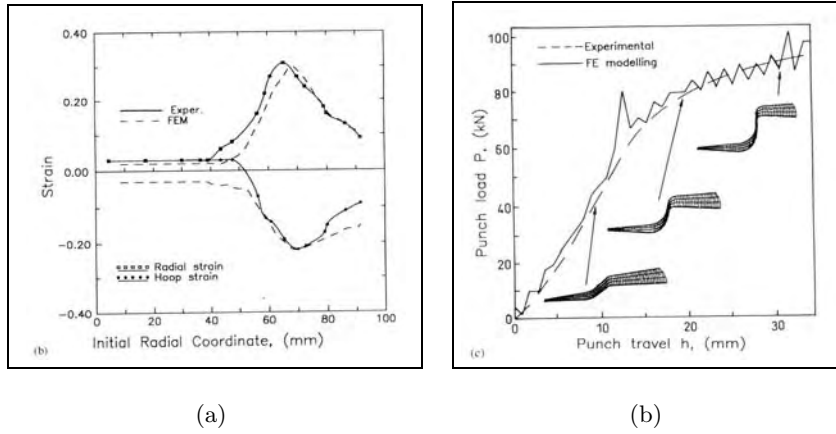 0.40
0.20
0.00
−0.20
−0.40
Strain
Exper.
FEM
Radial strain
Hoop strain
0 20 40 60 80 100
(b) Initial Radial Coordinate, (mm)
(a)
100
80
60
40
20
10
0
Punch load P, (kN)
Experimental
FE modelling
0 10 20 30
(c) Punch travel h, (mm)
(b)